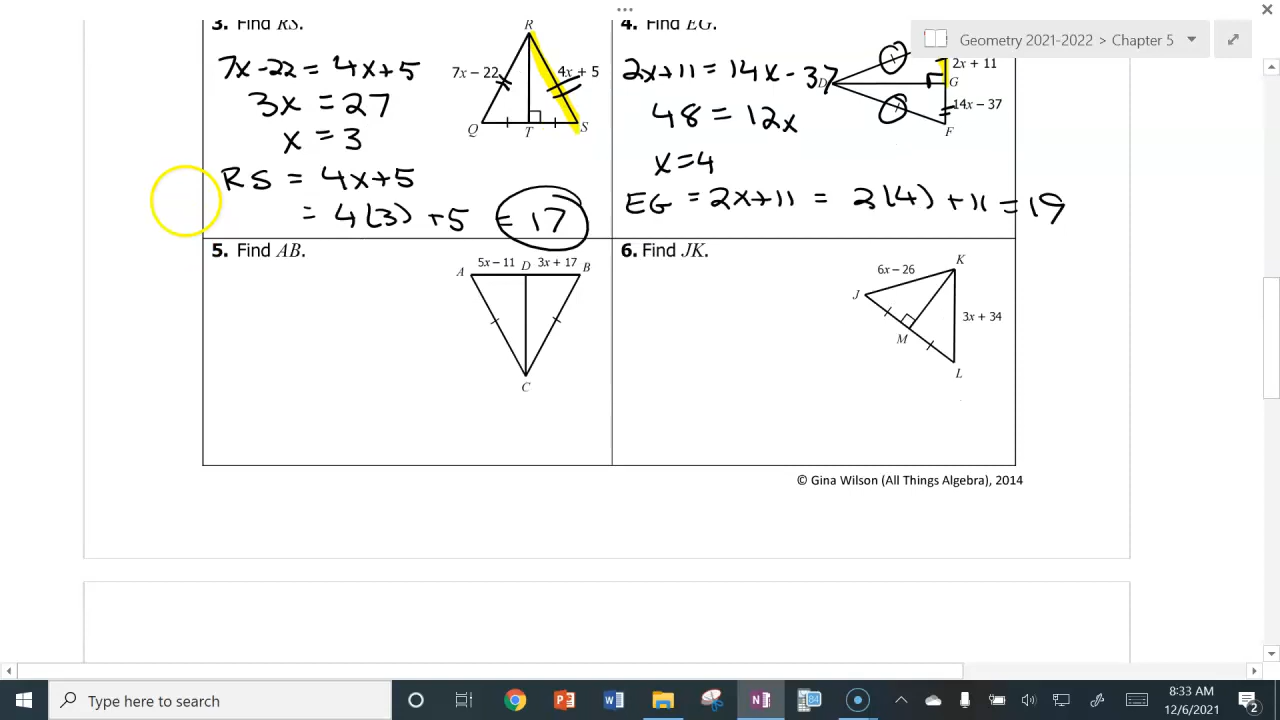 Geometry 2021-2022 > Chapter 5
3. Find RS.
7x-22 = 4x+5
3x = 27
x = 3
RS = 4x+5
= 4(3) +5 = 17
R
7x – 22
4x + 5
Q
T
S
4. Find EG.
2x+11 = 14x - 37
48 = 12x
x=4
EG = 2x+11 = 2(4) +11 = 19
D
2x + 11
G
14x – 37
F
5. Find AB.
A
5x – 11
D
3x + 17
B
C
6. Find JK.
K
6x – 26
J
3x + 34
M
L
© Gina Wilson (All Things Algebra), 2014
Type here to search
8:33 AM
12/6/2021
2